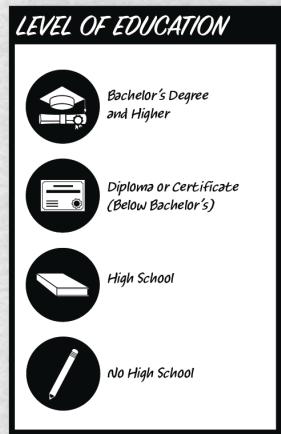 LEVEL OF EDUCATION
Bachelor's Degree
and Higher
Diploma or Certificate
(Below Bachelor's)
High School
No High School